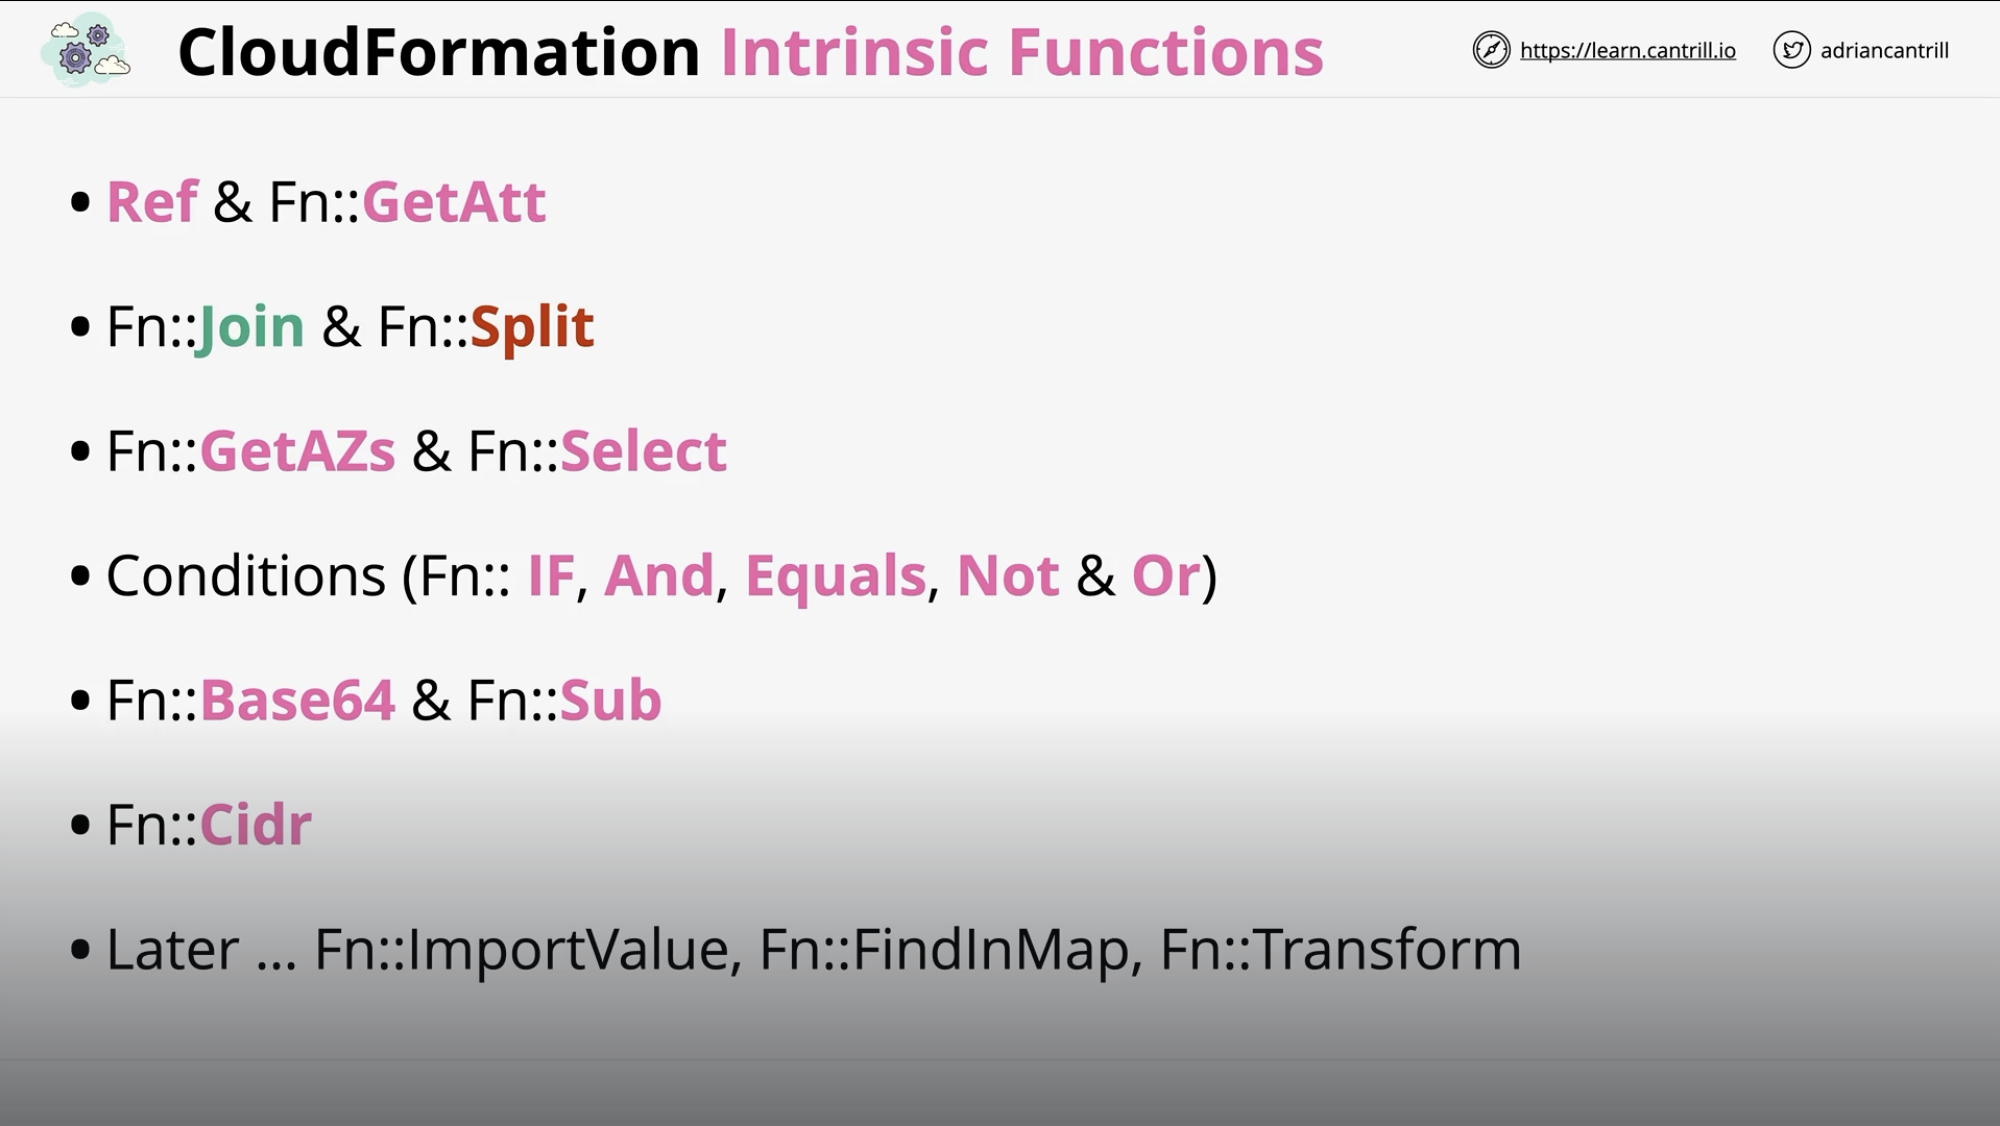 CloudFormation Intrinsic Functions
https://learn.cantrill.io
adriancantrill
• Ref & Fn::GetAtt
• Fn::Join & Fn::Split
• Fn::GetAZs & Fn::Select
• Conditions (Fn:: IF, And, Equals, Not & Or)
• Fn::Base64 & Fn::Sub
• Fn::Cidr
• Later ... Fn::ImportValue, Fn::FindInMap, Fn::Transform